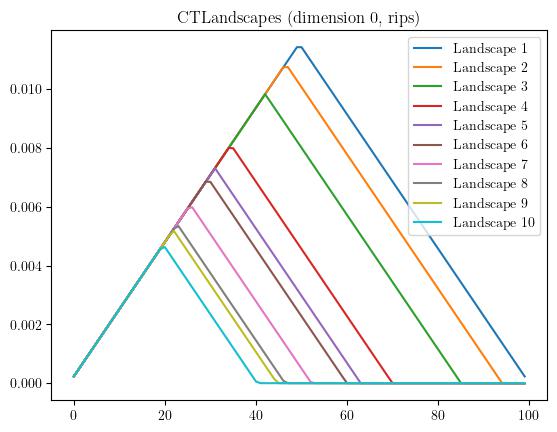 CTLandscapes (dimension 0, rips)
Landscape 1
Landscape 2
Landscape 3
Landscape 4
Landscape 5
Landscape 6
Landscape 7
Landscape 8
Landscape 9
Landscape 10
0.010
0.008
0.006
0.004
0.002
0.000
0 20 40 60 80 100